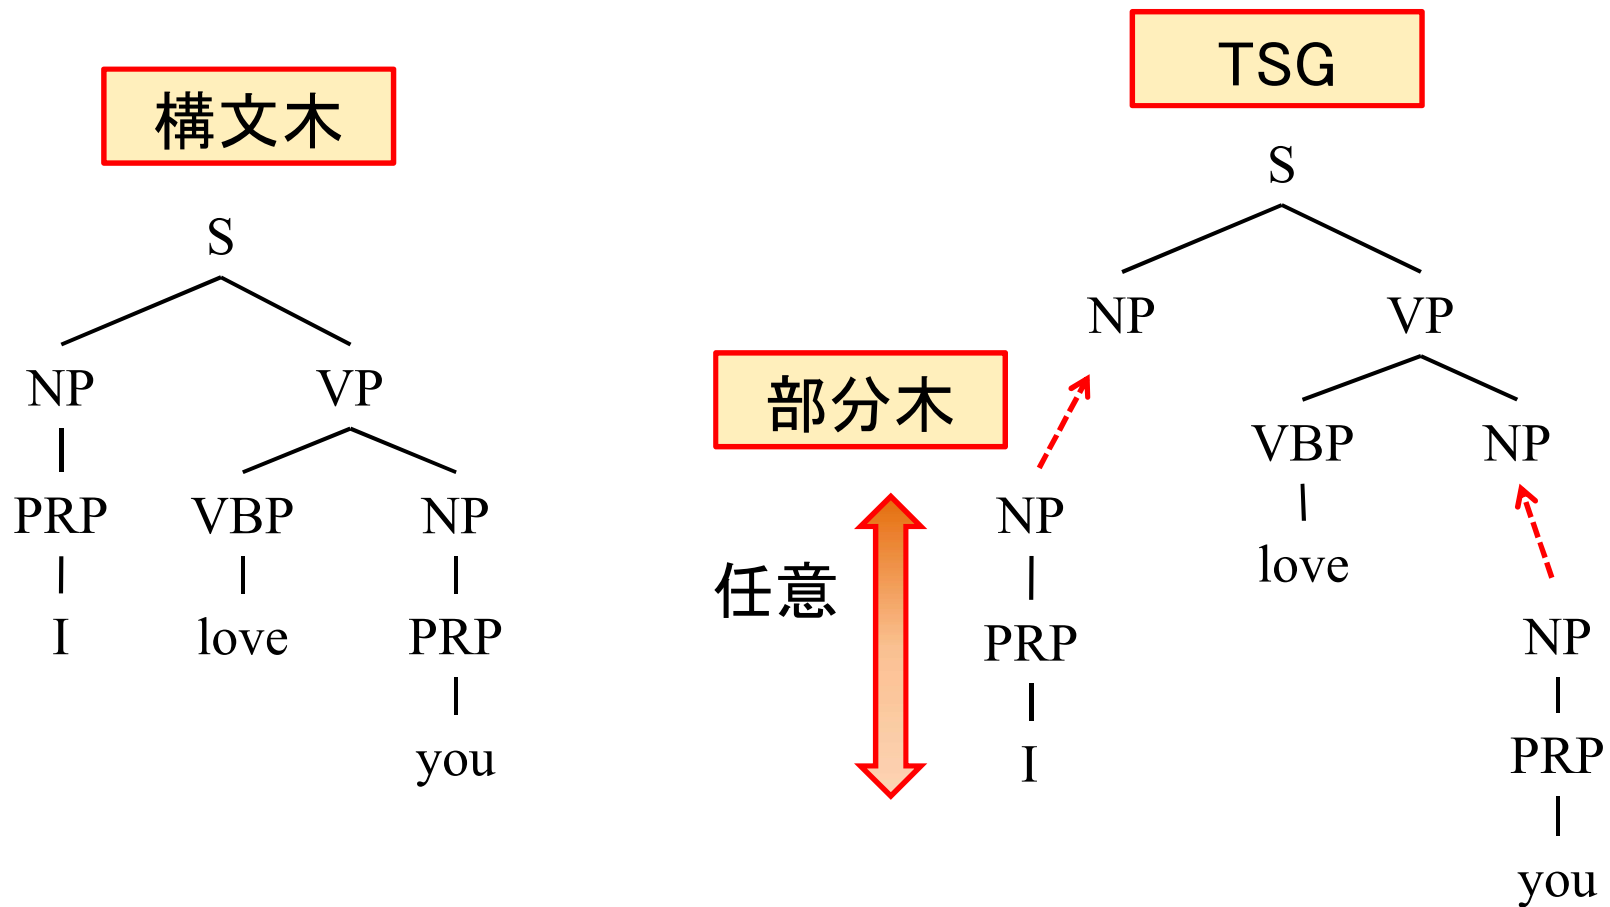 構文木
S
NP VP
PRP VBP NP
I love PRP
you
TSG
S
NP VP
部分木
VBP NP
NP
love
任意
PRP
NP
I
PRP
you